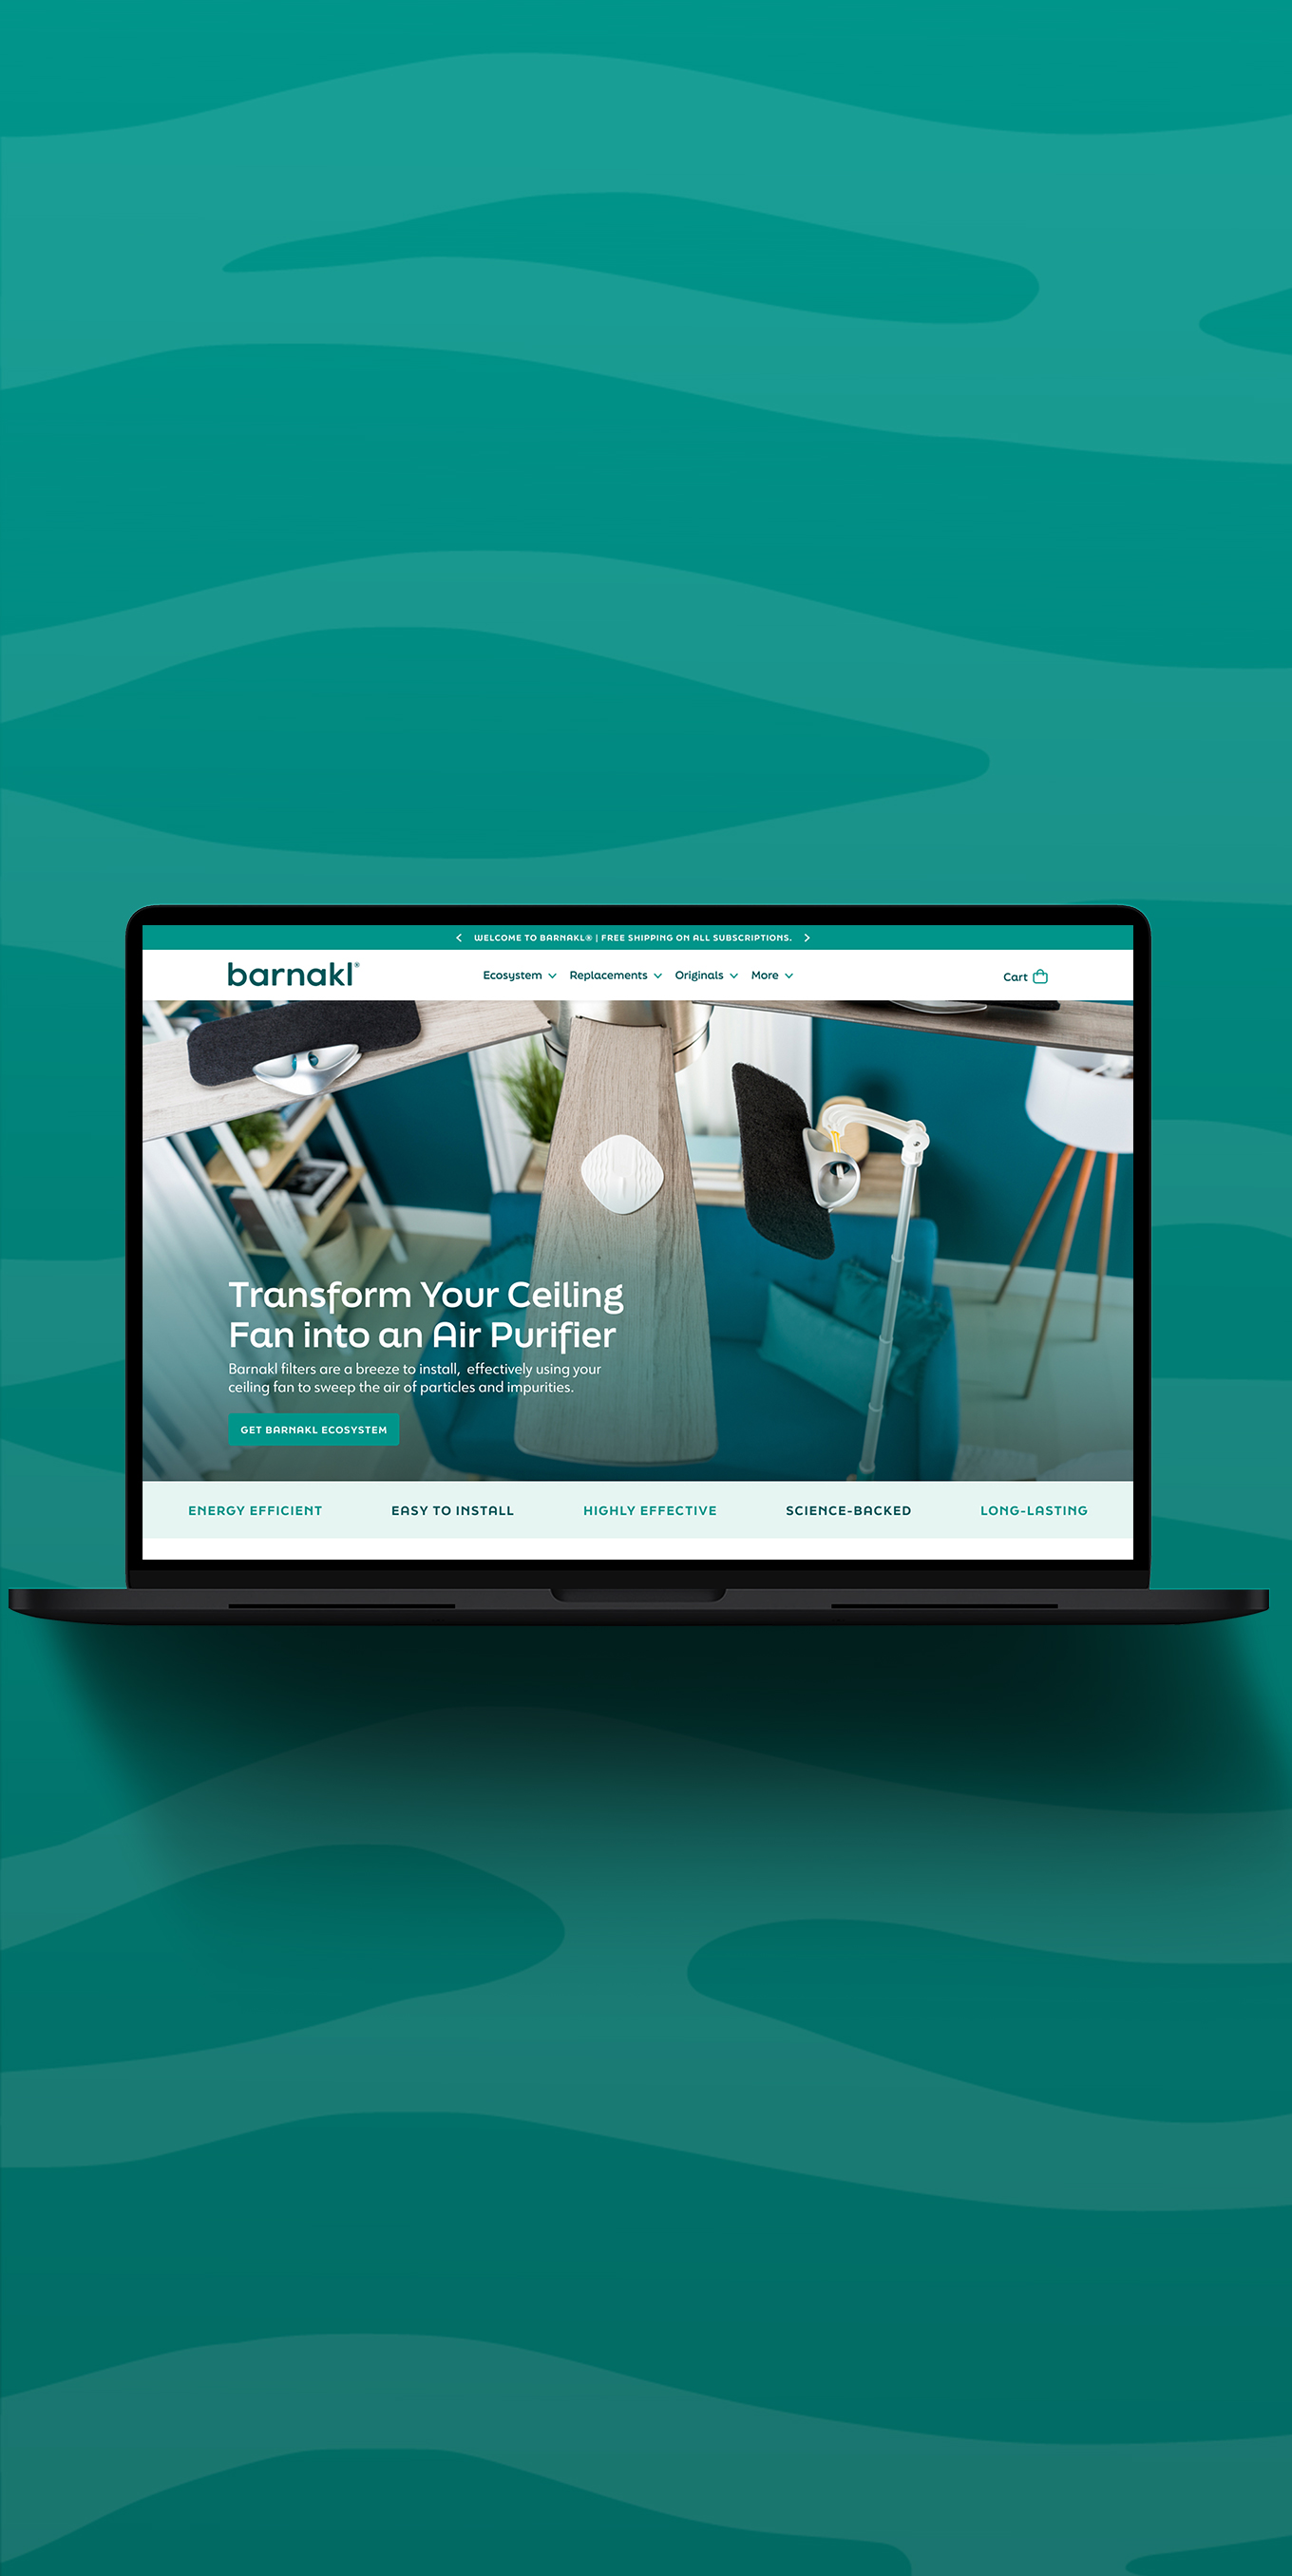 WELCOME TO BARNAKL® | FREE SHIPPING ON ALL SUBSCRIPTIONS.
barnakl®
Ecosystem Replacements Originals More
Cart
Transform Your Ceiling
Fan into an Air Purifier
Barnakl filters are a breeze to install, effectively using your
ceiling fan to sweep the air of particles and impurities.
GET BARNAKL ECOSYSTEM
ENERGY EFFICIENT EASY TO INSTALL HIGHLY EFFECTIVE SCIENCE-BACKED LONG-LASTING